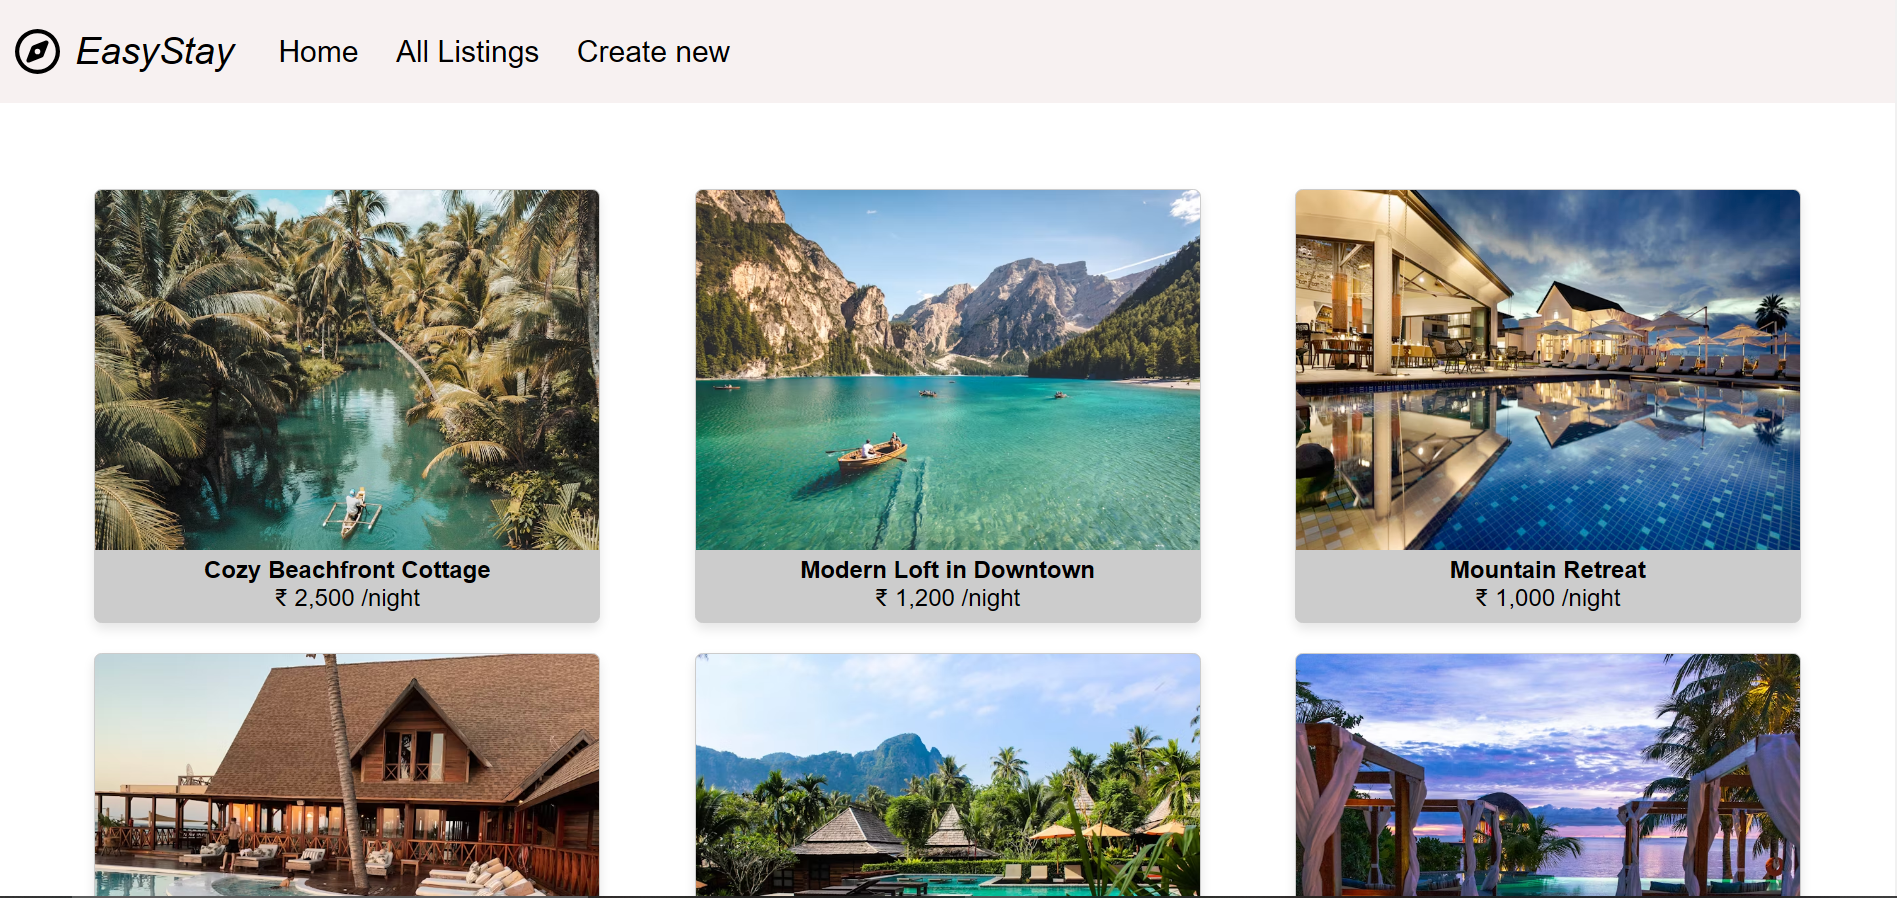 EasyStay Home All Listings Create new
Cozy Beachfront Cottage
₹ 2,500 /night
Modern Loft in Downtown
₹ 1,200 /night
Mountain Retreat
₹ 1,000 /night